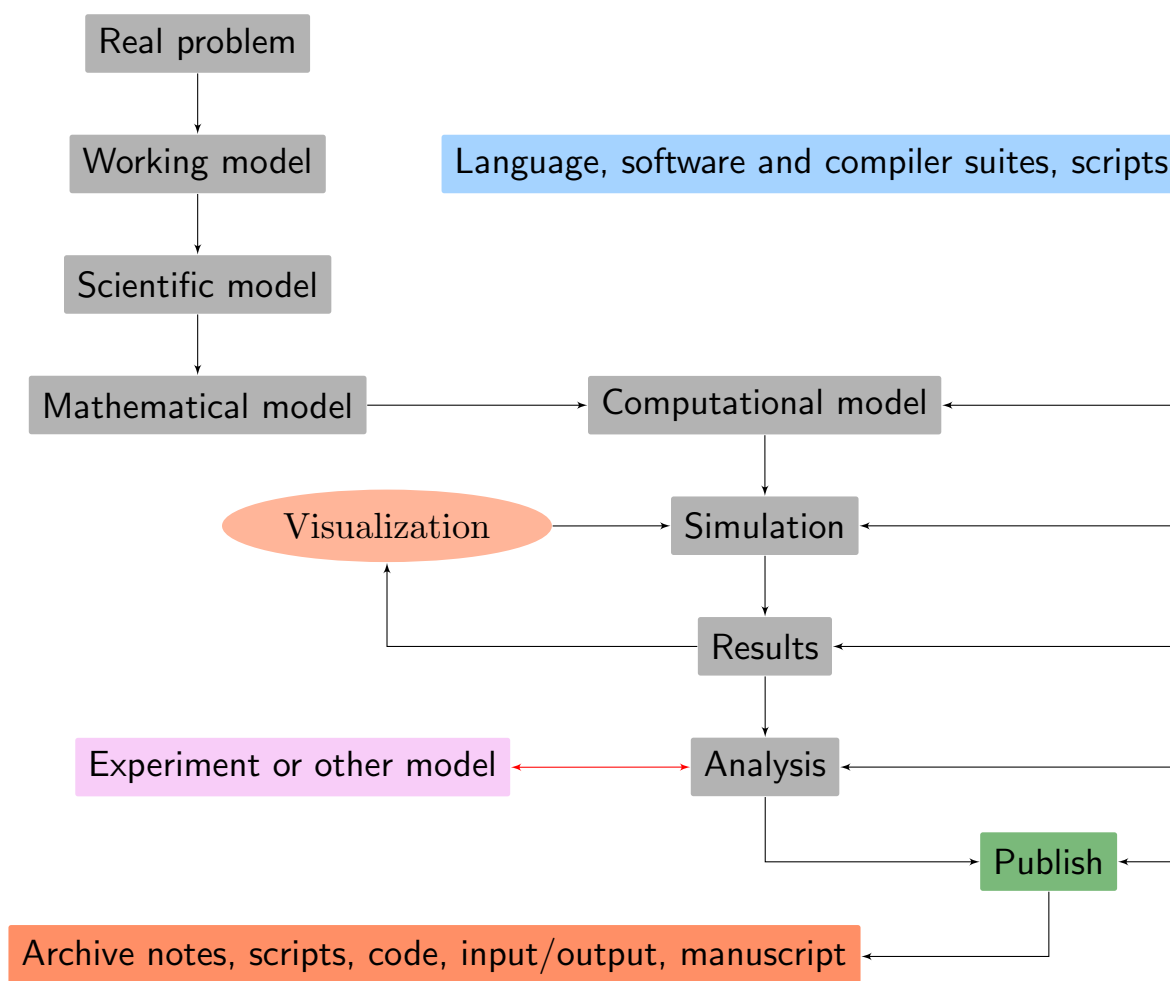 Real problem
Working model
Language, software and compiler suites, scripts
Scientific model
Mathematical model
Computational model
Visualization
Simulation
Results
Experiment or other model
Analysis
Publish
Archive notes, scripts, code, input/output, manuscript